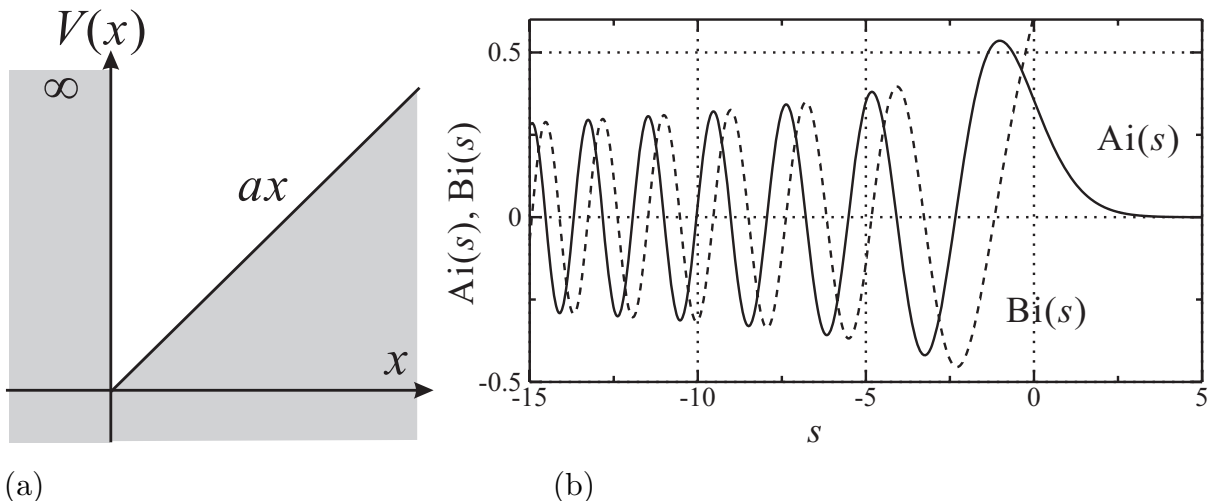 V(x)
∞
ax
x
(a)
Ai(s), Bi(s)
0.5
0
-0.5
Ai(s)
Bi(s)
-15
-10
-5
0
5
s
(b)